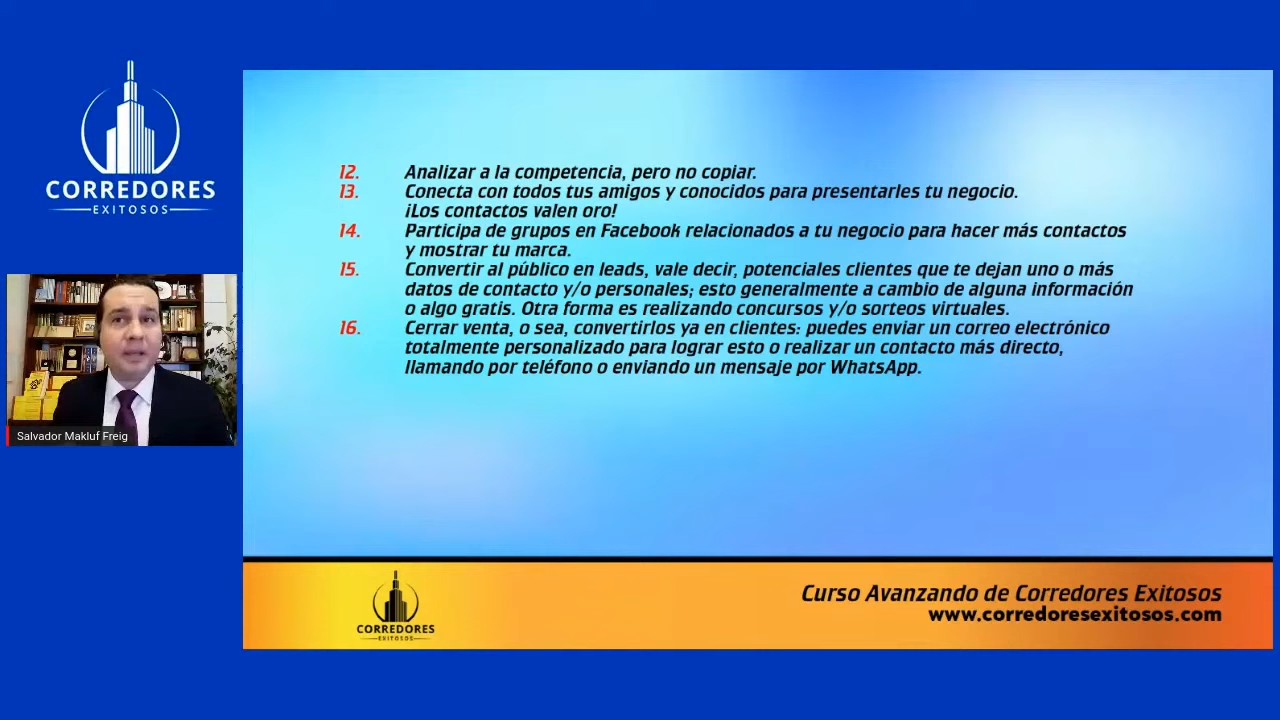 CORREDORES
EXITOSOS
Salvador Makluf Freig
12. Analizar a la competencia, pero no copiar.
13. Conecta con todos tus amigos y conocidos para presentarles tu negocio.
¡Los contactos valen oro!
14. Participa de grupos en Facebook relacionados a tu negocio para hacer más contactos
y mostrar tu marca.
15. Convertir al público en leads, vale decir, potenciales clientes que te dejan uno o más
datos de contacto y/o personales; esto generalmente a cambio de alguna información
o algo gratis. Otra forma es realizando concursos y/o sorteos virtuales.
16. Cerrar venta, o sea, convertirlos ya en clientes: puedes enviar un correo electrónico
totalmente personalizado para lograr esto o realizar un contacto más directo,
llamando por teléfono o enviando un mensaje por WhatsApp.
CORREDORES
EXITOSOS
Curso Avanzando de Corredores Exitosos
www.corredoresexitosos.com